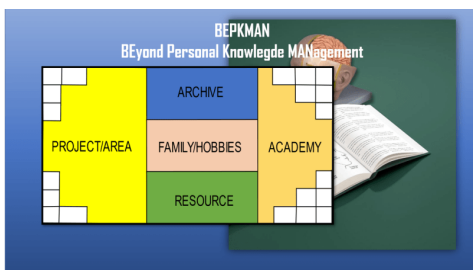 BEPKMAN
BEyond Personal Knowlegde MANagement
ARCHIVE
PROJECT/AREA
FAMILY/HOBBIES
ACADEMY
RESOURCE